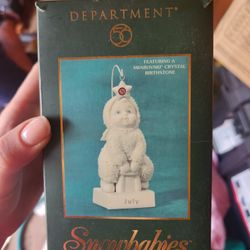 DEPARTMENT
56
FEATURING A
SWAROVSKI® CRYSTAL
BIRTHSTONE
July
Snowbabies